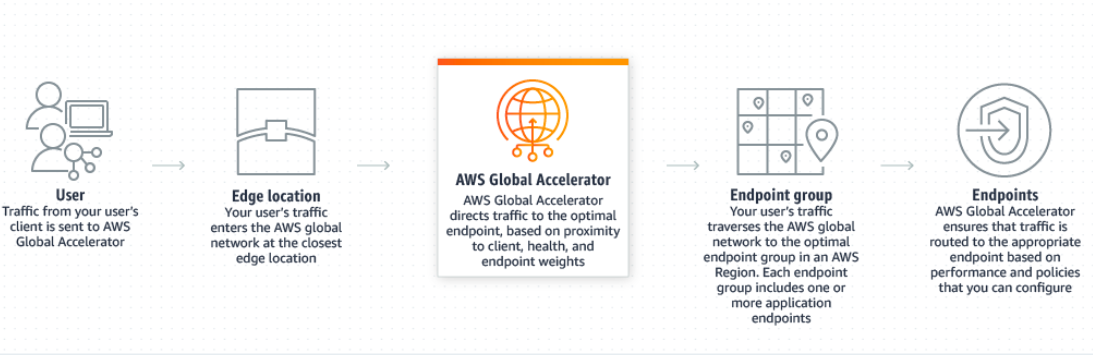 User
Traffic from your user's
client is sent to AWS
Global Accelerator
Edge location
Your user's traffic
enters the AWS global
network at the closest
edge location
AWS Global Accelerator
AWS Global Accelerator
directs traffic to the optimal
endpoint, based on proximity
to client, health, and
endpoint weights
Endpoint group
Your user's traffic
traverses the AWS global
network to the optimal
endpoint group in an AWS
Region. Each endpoint
group includes one or
more application
endpoints
Endpoints
AWS Global Accelerator
ensures that traffic is
routed to the appropriate
endpoint based on
performance and policies
that you can configure